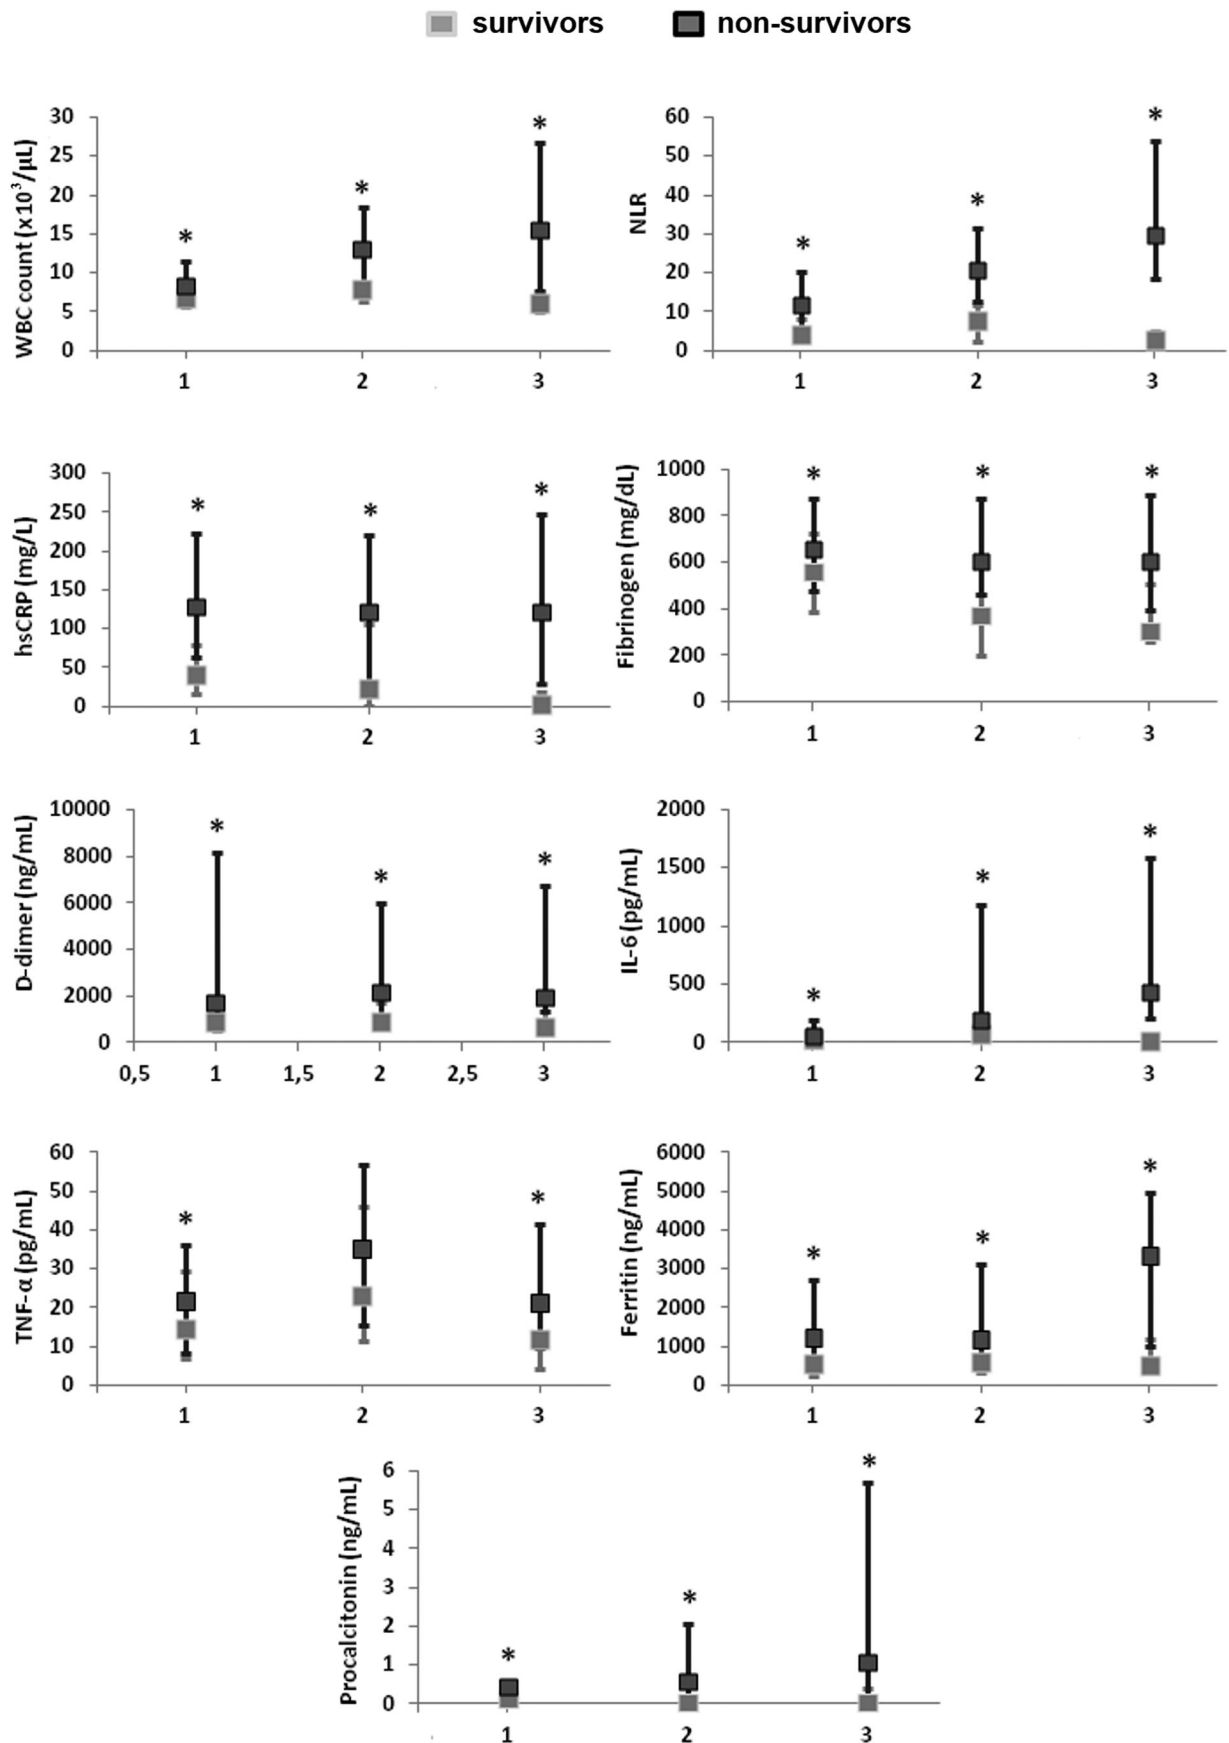 survivors non-survivors
WBC count (x10³/µL)
30
25
20
15
10
5
0
* * *
1 2 3
NLR
60
50
40
30
20
10
0
* * *
1 2 3
hsCRP (mg/L)
300
250
200
150
100
50
0
* * *
1 2 3
Fibrinogen (mg/dL)
1000
800
600
400
200
0
* * *
1 2 3
D-dimer (ng/mL)
10000
8000
6000
4000
2000
0
* * *
0,5 1 1,5 2 2,5 3
IL-6 (pg/mL)
2000
1500
1000
500
0
* * *
1 2 3
TNF-α (pg/mL)
60
50
40
30
20
10
0
* *
1 2 3
Ferritin (ng/mL)
6000
5000
4000
3000
2000
1000
0
* * *
1 2 3
Procalcitonin (ng/mL)
6
5
4
3
2
1
0
* * *
1 2 3